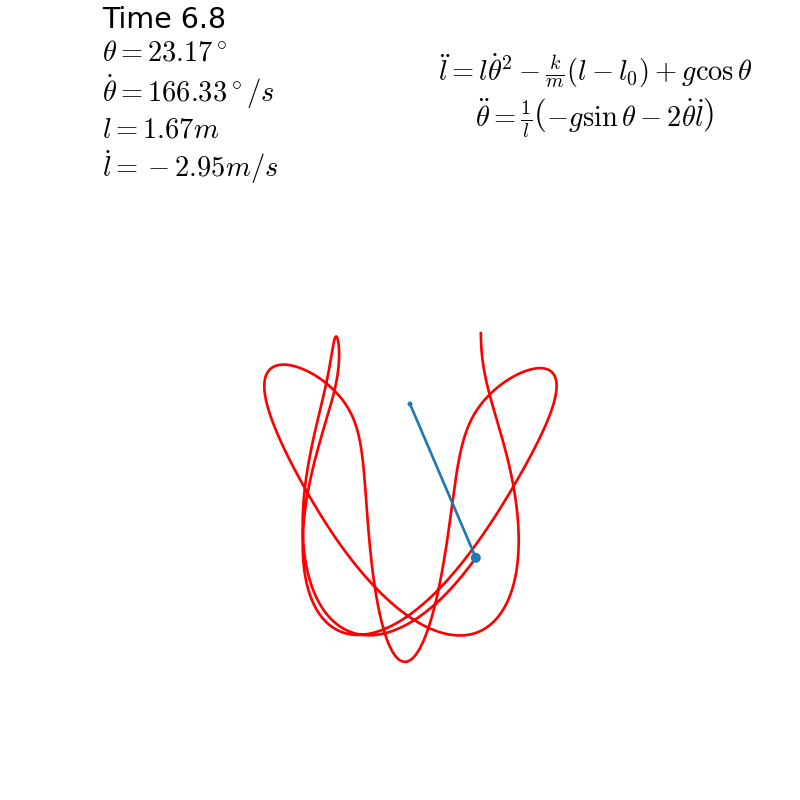 Time 6.8
θ = 23.17°
θ̇ = 166.33°/s
l = 1.67m
l̇ = −2.95m/s
l̈ = lθ̇² − k/m(l − l₀) + g cos θ
θ̈ = 1/l(−g sin θ − 2θ̇l̇)